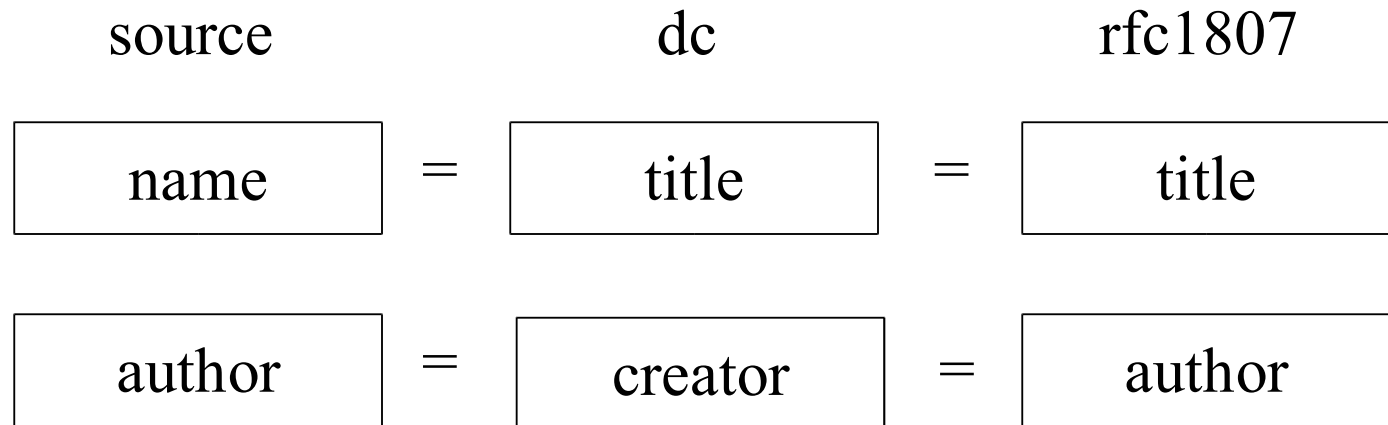 source dc rfc1807
name = title = title
author = creator = author